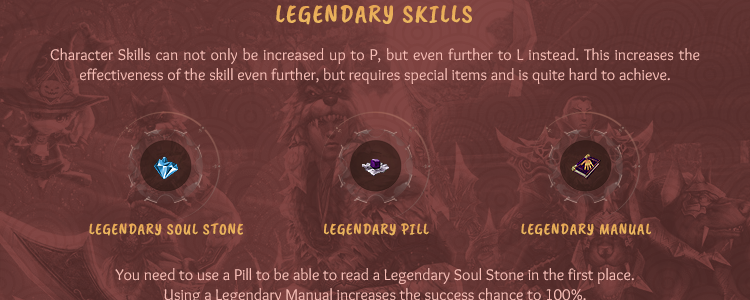 LEGENDARY SKILLS
Character Skills can not only be increased up to P, but even further to L instead. This increases the
effectiveness of the skill even further, but requires special items and is quite hard to achieve.
LEGENDARY SOUL STONE LEGENDARY PILL LEGENDARY MANUAL
You need to use a Pill to be able to read a Legendary Soul Stone in the first place.
Using a Legendary Manual increases the success chance to 100%.